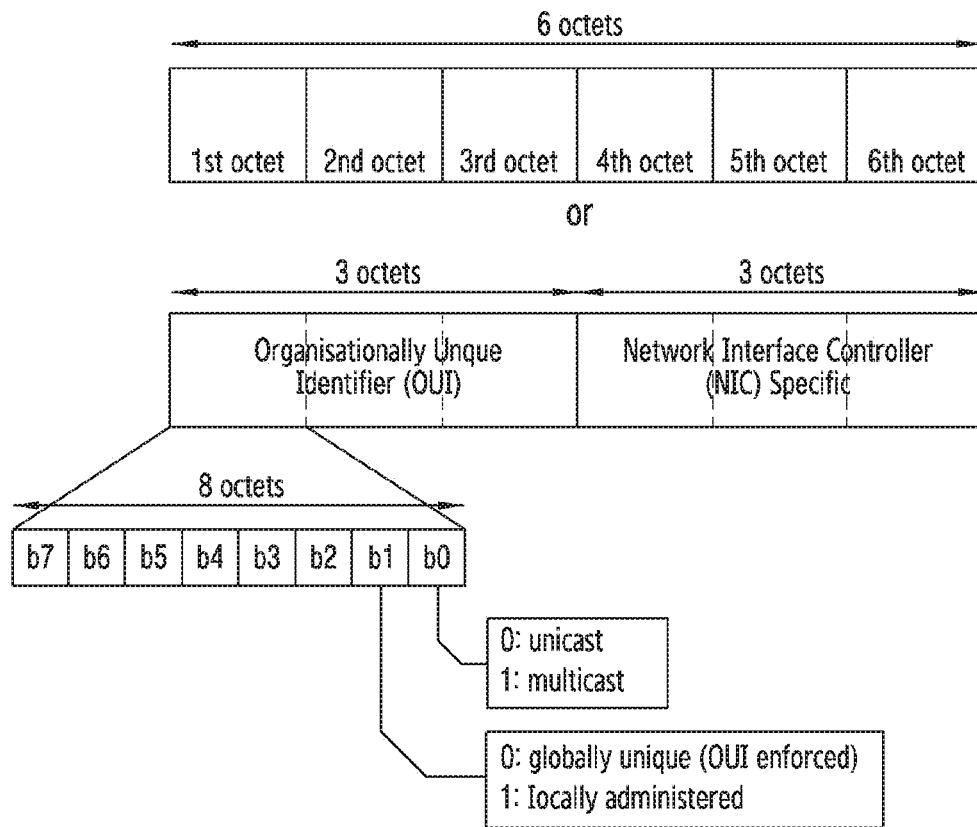 6 octets
1st octet 2nd octet 3rd octet 4th octet 5th octet 6th octet
or
3 octets 3 octets
Organisationally Unque
Identifier (OUI)
Network Interface Controller
(NIC) Specific
8 octets
b7 b6 b5 b4 b3 b2 b1 b0
0: unicast
1: multicast
0: globally unique (OUI enforced)
1: locally administered